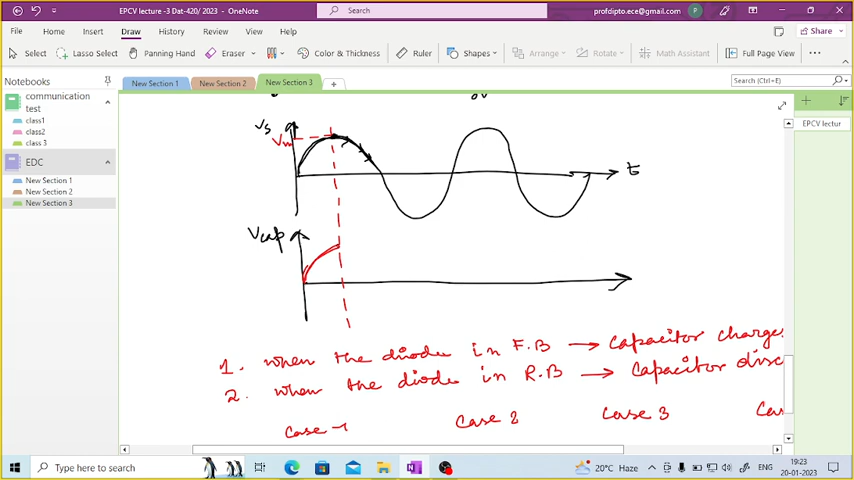 EPCV lecture -3 Dat-420/ 2023 - OneNote
Search
profdipto.ece@gmail.com
P
File Home Insert Draw History Review View Help
Share
Select Lasso Select Panning Hand Eraser Color & Thickness Ruler Shapes Arrange Rotate Math Assistant Full Page View
Notebooks
New Section 1 New Section 2 New Section 3
Search (Ctrl+E)
communication
test
class1
class2
class 3
EDC
New Section 1
New Section 2
New Section 3
EPCV lectur
Vs
Vm
t
Vcap
1. when the diode in F.B → capacitor charge
2. when the diode in R.B → capacitor disc
Case -1 Case 2 Case 3 Ca
Type here to search
20°C Haze
ENG
19:23
20-01-2023